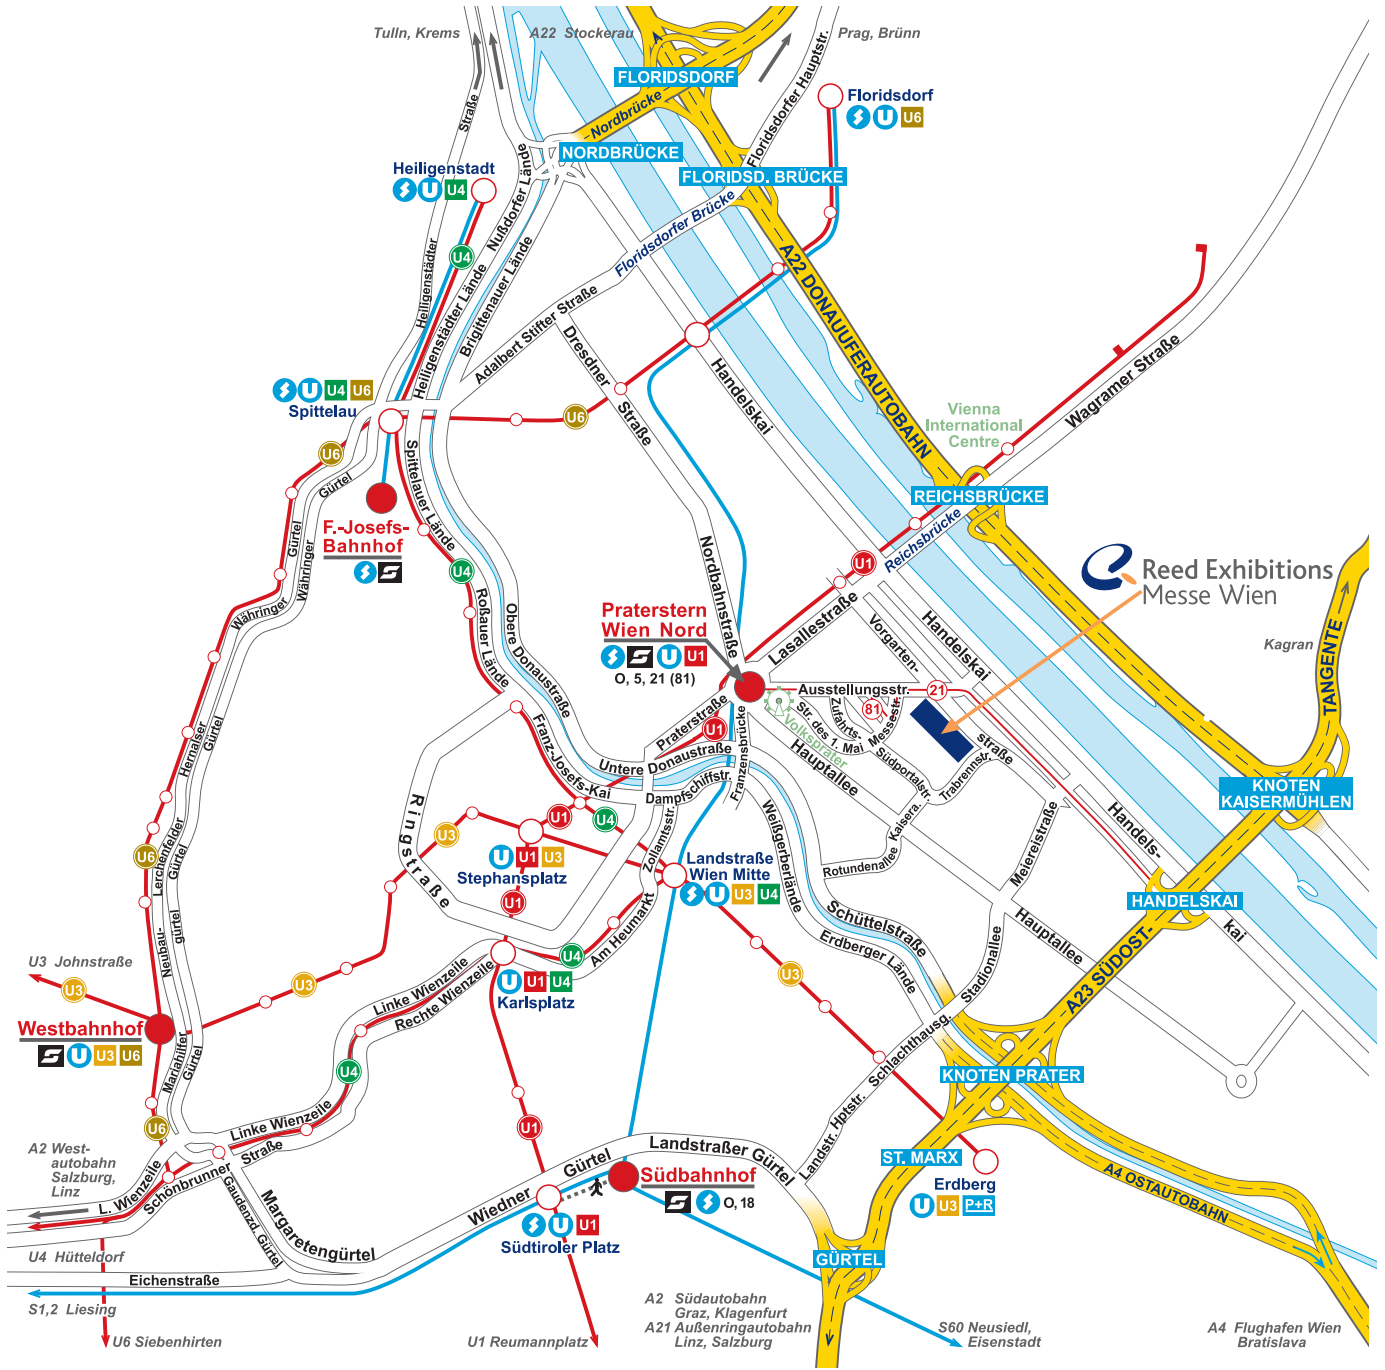 Tulln, Krems
A22 Stockerau
Prag, Brünn
FLORIDSDORF
Nordbrücke
Floridsdorfer Hauptstr.
Floridsdorf
U U6
Straße
NORDBRÜCKE
FLORIDSD. BRÜCKE
Heiligenstadt
U U4
Nußdorfer Lände
Floridsdorfer Brücke
Heiligenstädter
U4
Heiligenstädter Lände
Brigittenauer Lände
A22 DONAUUFERAUTOBAHN
Adalbert Stifter Straße
Dresdner
Straße
Handelskai
Wagramer Straße
U U4 U6
Spittelau
U6
U6
Vienna
International
Centre
Gürtel
Spittelauer Lände
REICHSBRÜCKE
Reichsbrücke
F.-Josefs-
Bahnhof
Währinger
Gürtel
Währinger
Gürtel
U4
Roßauer Lände
Obere Donaustraße
Nordbahnstraße
U1
Reed Exhibitions
Messe Wien
Praterstern
Wien Nord
U U1
O, 5, 21 (81)
Lasallestraße
Vorgarten-
straße
Handelskai
Kagran
TANGENTE
Ausstellungsstr.
21
81
Str. des 1. Mai
Zufahrts-
Messestr.
Volksprater
Hauptallee
Südportalstr.
Trabrennstr.
Kaisera.
Rotundenallee
Praterstraße
U1
Franz-Josefs-Kai
Untere Donaustraße
Dampfschiffstr.
Franzensbrücke
Zollamtsstr.
Weißgerberlände
Hernalser
Gürtel
Ringstraße
KNOTEN
KAISERMÜHLEN
Handels-
kai
Meiereistraße
HANDELSKAI
U3
U1
U4
U U1 U3
Stephansplatz
U1
Landstraße
Wien Mitte
U U3 U4
U6
Lerchenfelder
Gürtel
Neubau-
gürtel
Schüttelstraße
Erdberger Lände
Hauptallee
Stadionallee
A23 SÜDOST-
Am Heumarkt
U4
U3
U3 Johnstraße
U3
U3
Linke Wienzeile
Rechte Wienzeile
U U1 U4
Karlsplatz
Westbahnhof
U U3 U6
Mariahilfer
Gürtel
U4
Schlachthausg.
KNOTEN PRATER
U6
Linke Wienzeile
U1
Landstr. Hptstr.
ST. MARX
Erdberg
U U3 P+R
A4 OSTAUTOBAHN
A2 West-
autobahn
Salzburg,
Linz
L. Wienzeile
Schönbrunner
Straße
Gaudenzd. Gürtel
Margaretengürtel
Wiedner
Gürtel
Landstraßer Gürtel
Südbahnhof
O, 18
U U1
Südtiroler Platz
U4 Hütteldorf
Eichenstraße
GÜRTEL
S1,2 Liesing
U6 Siebenhirten
U1 Reumannplatz
A2 Südautobahn
Graz, Klagenfurt
A21 Außenringautobahn
Linz, Salzburg
S60 Neusiedl,
Eisenstadt
A4 Flughafen Wien
Bratislava